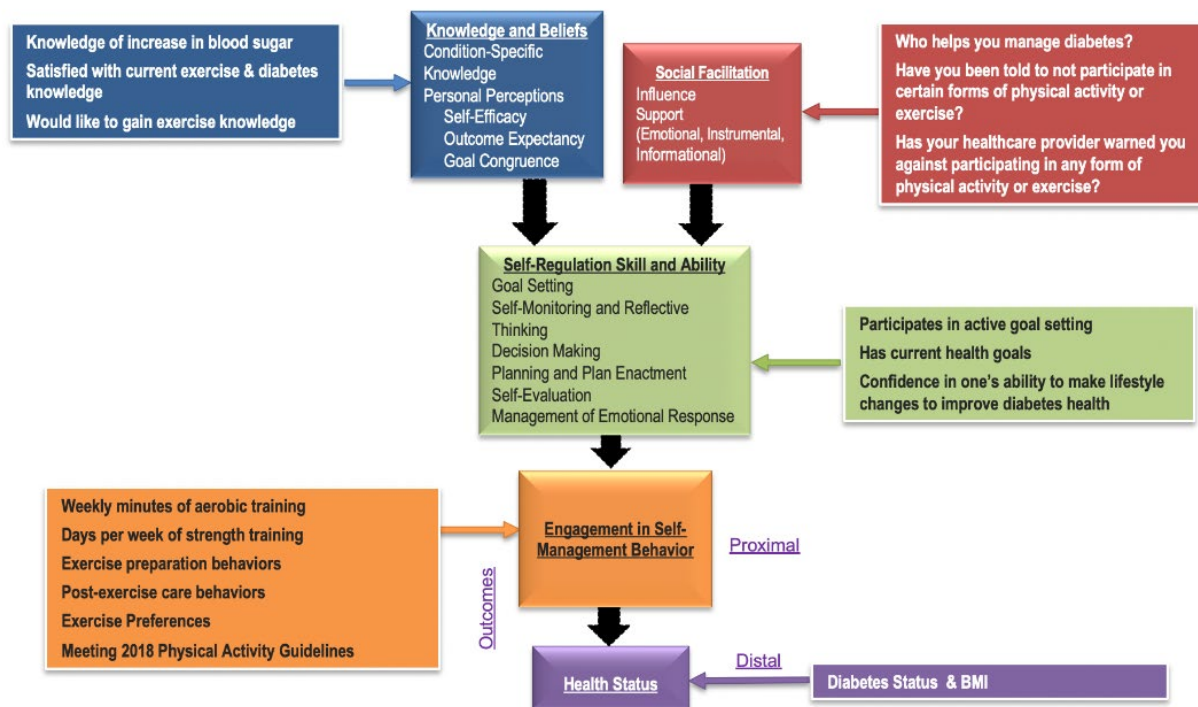 Knowledge of increase in blood sugar
Satisfied with current exercise & diabetes
knowledge
Would like to gain exercise knowledge
Knowledge and Beliefs
Condition-Specific
Knowledge
Personal Perceptions
Self-Efficacy
Outcome Expectancy
Goal Congruence
Social Facilitation
Influence
Support
(Emotional, Instrumental,
Informational)
Who helps you manage diabetes?
Have you been told to not participate in
certain forms of physical activity or
exercise?
Has your healthcare provider warned you
against participating in any form of
physical activity or exercise?
Self-Regulation Skill and Ability
Goal Setting
Self-Monitoring and Reflective
Thinking
Decision Making
Planning and Plan Enactment
Self-Evaluation
Management of Emotional Response
Participates in active goal setting
Has current health goals
Confidence in one's ability to make lifestyle
changes to improve diabetes health
Weekly minutes of aerobic training
Days per week of strength training
Exercise preparation behaviors
Post-exercise care behaviors
Exercise Preferences
Meeting 2018 Physical Activity Guidelines
Outcomes
Engagement in Self-
Management Behavior
Proximal
Health Status
Distal
Diabetes Status & BMI